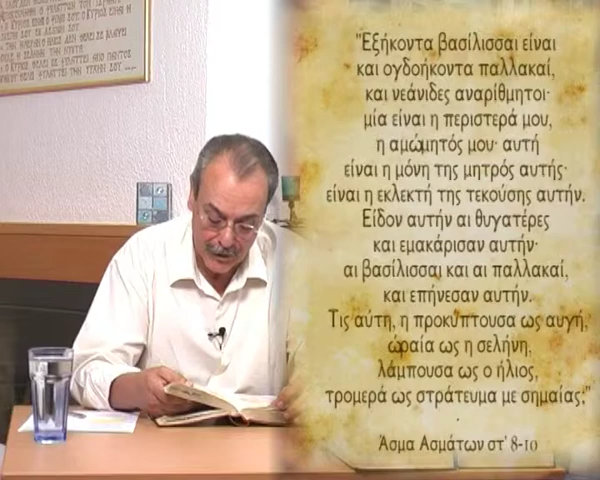 "Εξήκοντα βασίλισσαι είναι
και ογδοήκοντα παλλακαί,
και νεάνιδες αναρίθμητοι·
μία είναι η περιστερά μου,
η αμώμητός μου· αυτή
είναι η μόνη της μητρός αυτής·
είναι η εκλεκτή της τεκούσης αυτήν.
Είδον αυτήν αι θυγατέρες
και εμακάρισαν αυτήν·
αι βασίλισσαι και αι παλλακαί,
και επήνεσαν αυτήν.
Τις αύτη, η προκύπτουσα ως αυγή,
ώραία ως η σελήνη,
λάμπουσα ως ο ήλιος,
τρομερά ως στράτευμα με σημαίας;"
Άσμα Ασμάτων στ' 8-10